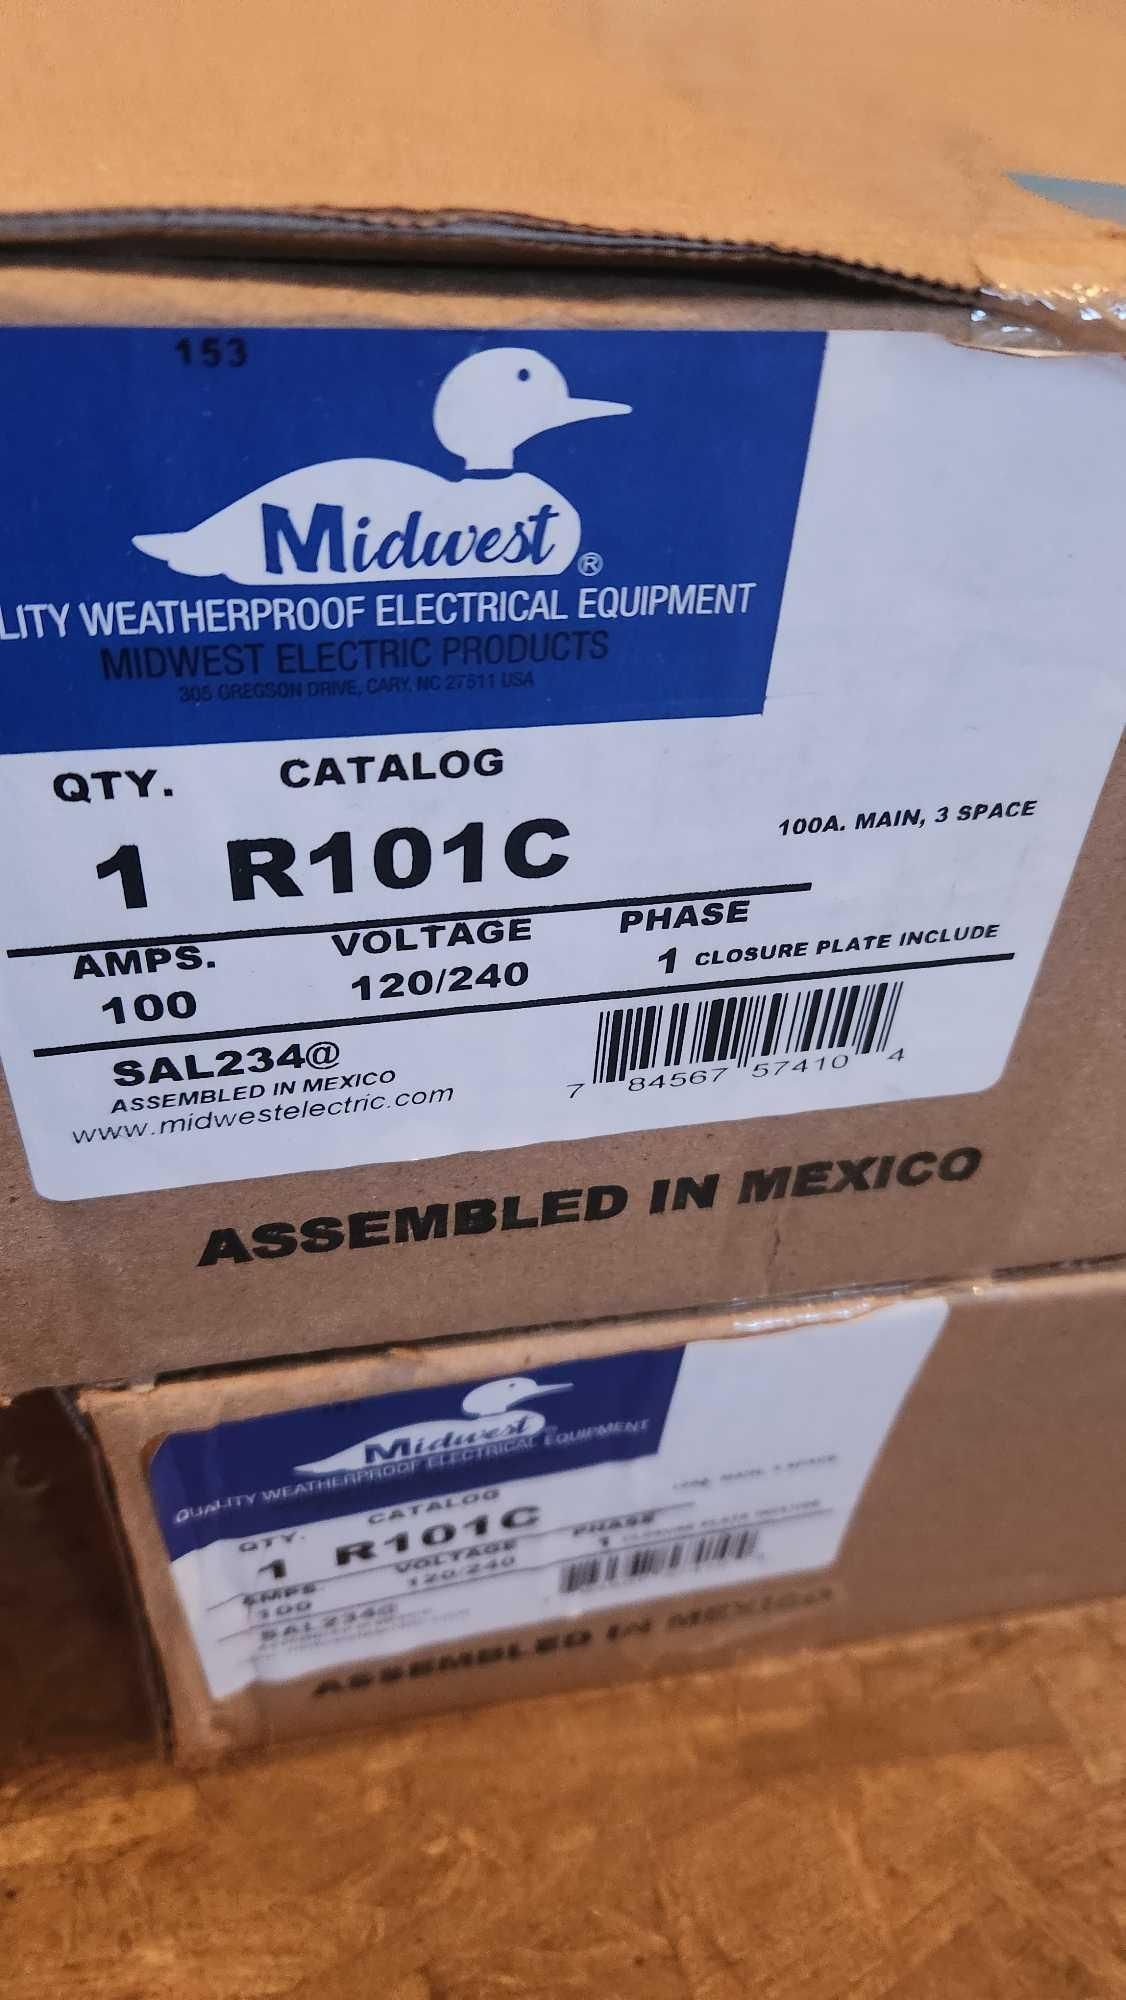 153
Midwest ®
LITY WEATHERPROOF ELECTRICAL EQUIPMENT
MIDWEST ELECTRIC PRODUCTS
305 GREGSON DRIVE, CARY, NC 27511 USA
QTY. CATALOG
1 R101C
100A. MAIN, 3 SPACE
AMPS. VOLTAGE PHASE
100 120/240 1 CLOSURE PLATE INCLUDE
SAL234@
ASSEMBLED IN MEXICO
www.midwestelectric.com
7 84567 57410 4
ASSEMBLED IN MEXICO
Midwest
QUALITY WEATHERPROOF ELECTRICAL EQUIPMENT
QTY. CATALOG
1 R101C
AMPS. VOLTAGE PHASE
100 120/240 1
SAL234@
ASSEMBLED IN MEXICO